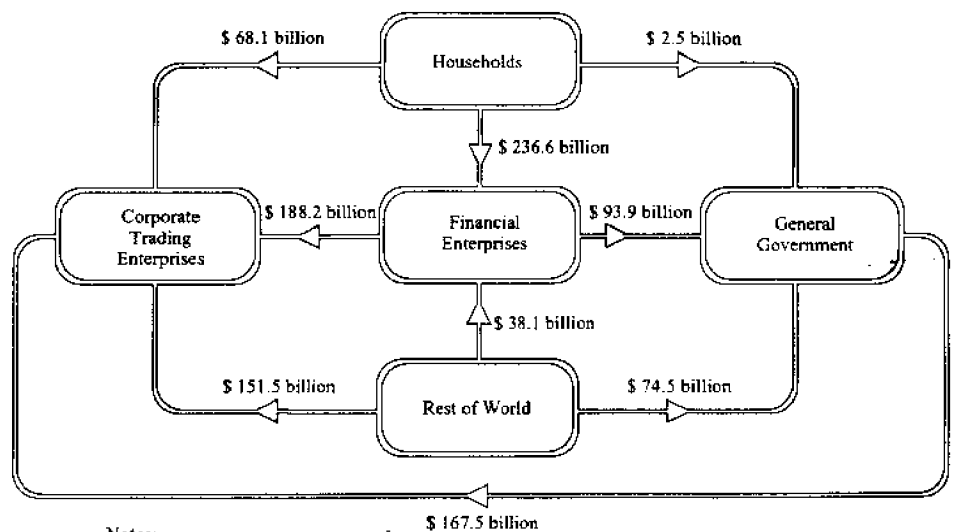 $ 68.1 billion
Households
$ 2.5 billion
$ 236.6 billion
Corporate
Trading
Enterprises
$ 188.2 billion
Financial
Enterprises
$ 93.9 billion
General
Government
$ 38.1 billion
$ 151.5 billion
Rest of World
$ 74.5 billion
$ 167.5 billion